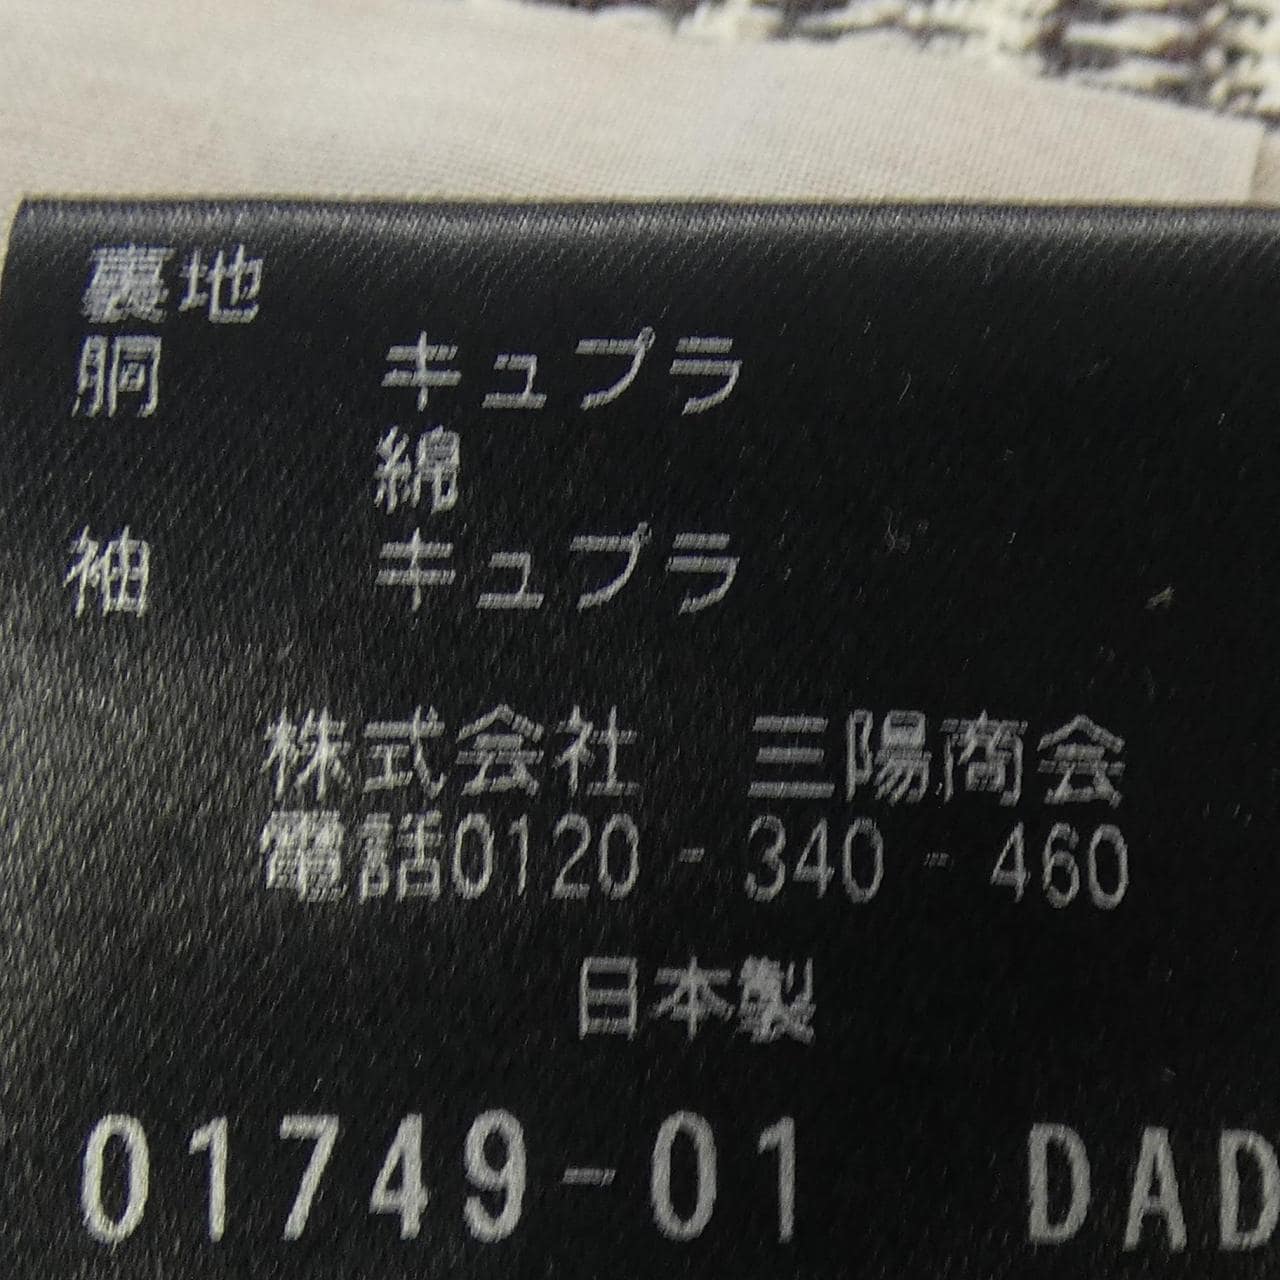 裏地
胴 キュプラ
綿
袖 キュプラ
株式会社 三陽商会
電話0120-340-460
日本製
01749-01 DAD